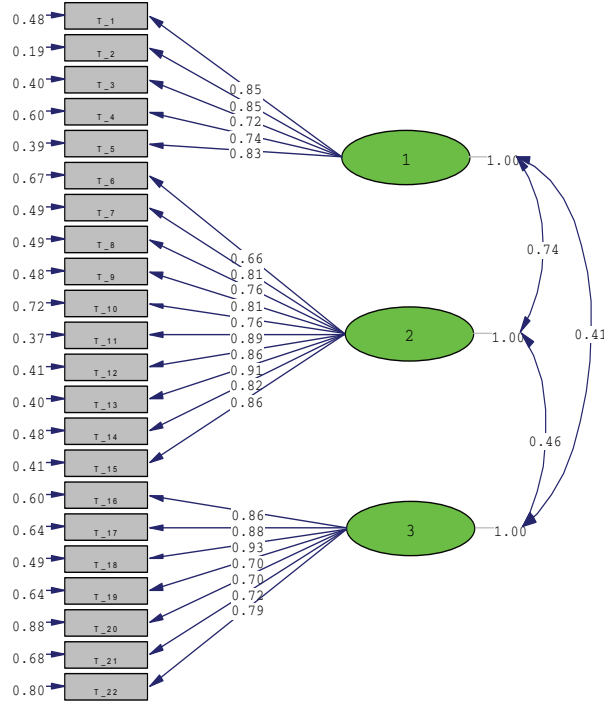 0.48 T_1
0.19 T_2
0.40 T_3
0.60 T_4
0.39 T_5
0.67 T_6
0.49 T_7
0.49 T_8
0.48 T_9
0.72 T_10
0.37 T_11
0.41 T_12
0.40 T_13
0.48 T_14
0.41 T_15
0.60 T_16
0.64 T_17
0.49 T_18
0.64 T_19
0.88 T_20
0.68 T_21
0.80 T_22
0.85
0.85
0.72
0.74
0.83
0.66
0.81
0.76
0.81
0.76
0.89
0.86
0.91
0.82
0.86
0.86
0.88
0.93
0.70
0.70
0.72
0.79
1 1.00
2 1.00
3 1.00
0.74
0.41
0.46